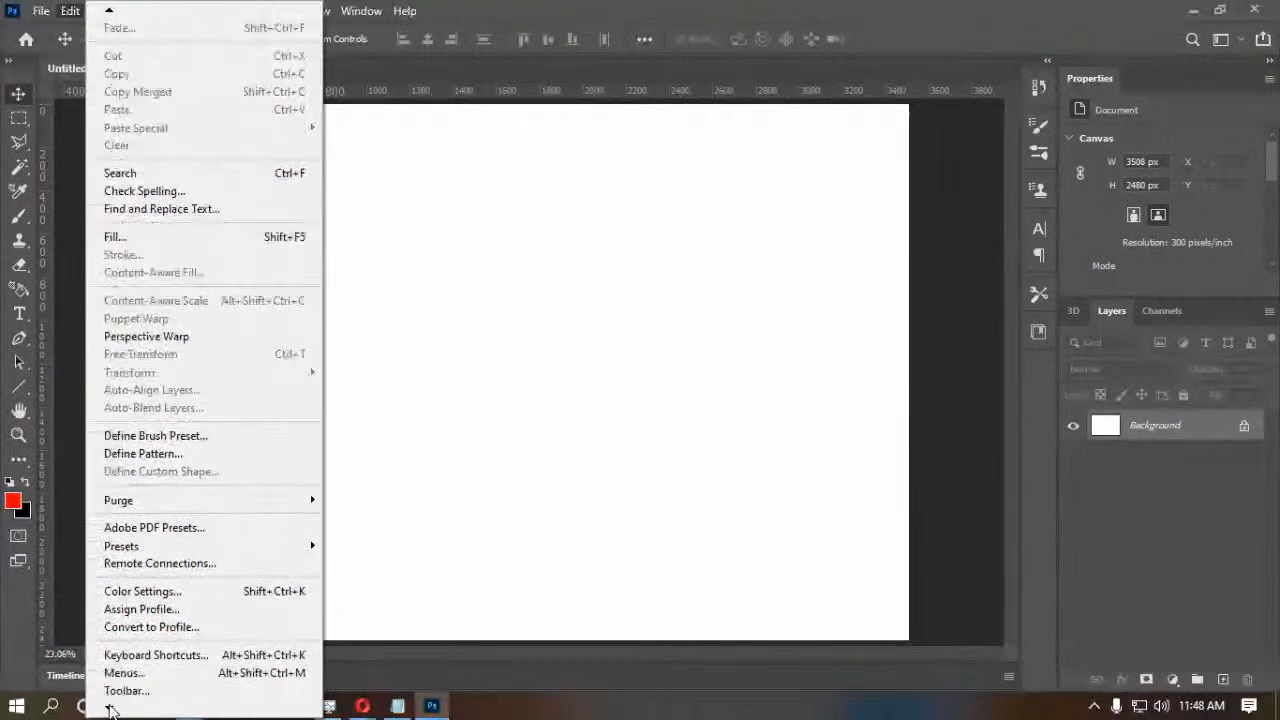 Ps File Edit Window Help
m Controls
Untitled
400 800 1000 1200 1400 1600 1800 2000 2200 2400 2600 2800 3000 3200 3400 3600 3800
Fade... Shift+Ctrl+F
Cut Ctrl+X
Copy Ctrl+C
Copy Merged Shift+Ctrl+C
Paste Ctrl+V
Paste Special
Clear
Search Ctrl+F
Check Spelling...
Find and Replace Text...
Fill... Shift+F5
Stroke...
Content-Aware Fill...
Content-Aware Scale Alt+Shift+Ctrl+C
Puppet Warp
Perspective Warp
Free Transform Ctrl+T
Transform
Auto-Align Layers...
Auto-Blend Layers...
Define Brush Preset...
Define Pattern...
Define Custom Shape...
Purge
Adobe PDF Presets...
Presets
Remote Connections...
Color Settings... Shift+Ctrl+K
Assign Profile...
Convert to Profile...
Keyboard Shortcuts... Alt+Shift+Ctrl+K
Menus... Alt+Shift+Ctrl+M
Toolbar...
Properties
Document
Canvas
W 3508 px X
H 2480 px Y
Resolution: 300 pixels/inch
Mode
3D Layers Channels
Kind
Normal Opacity:
Background
23.06%
Timeline
Ps
11:48 AM